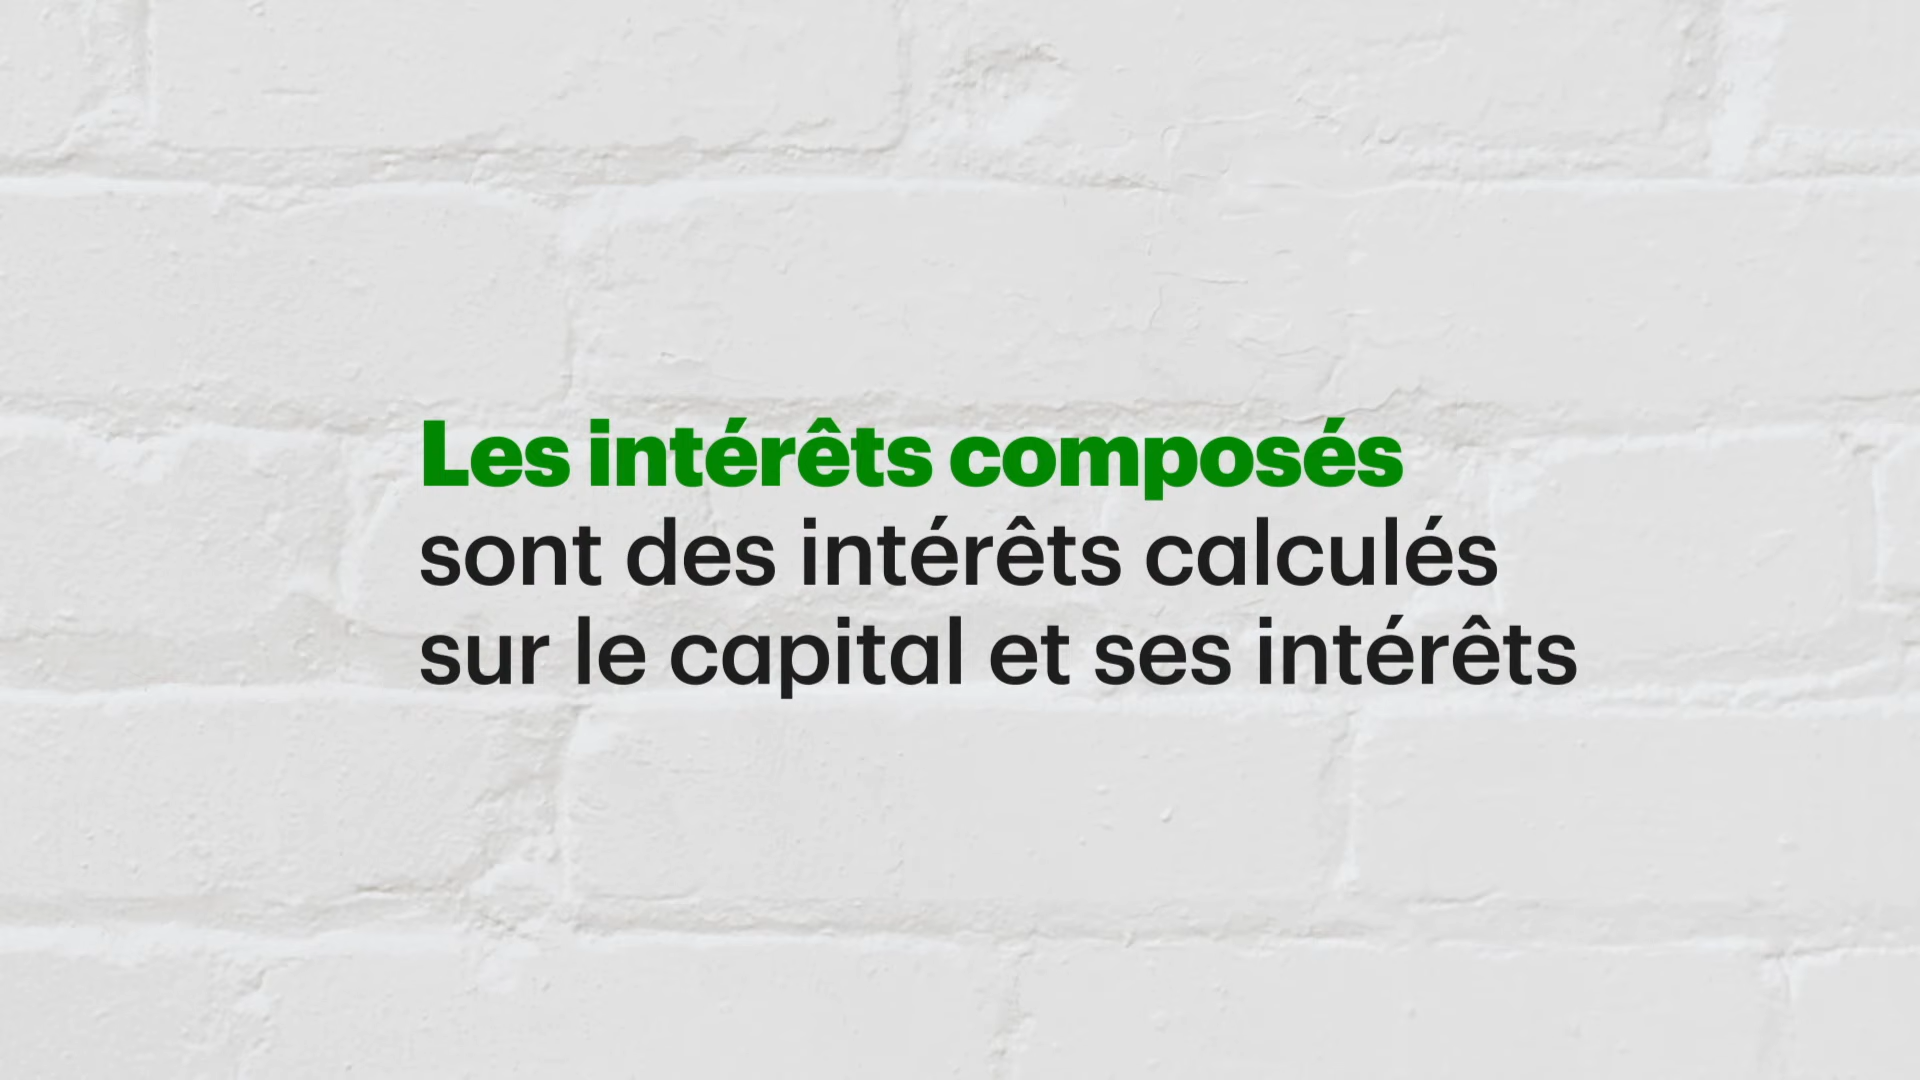 Les intérêts composés
sont des intérêts calculés
sur le capital et ses intérêts